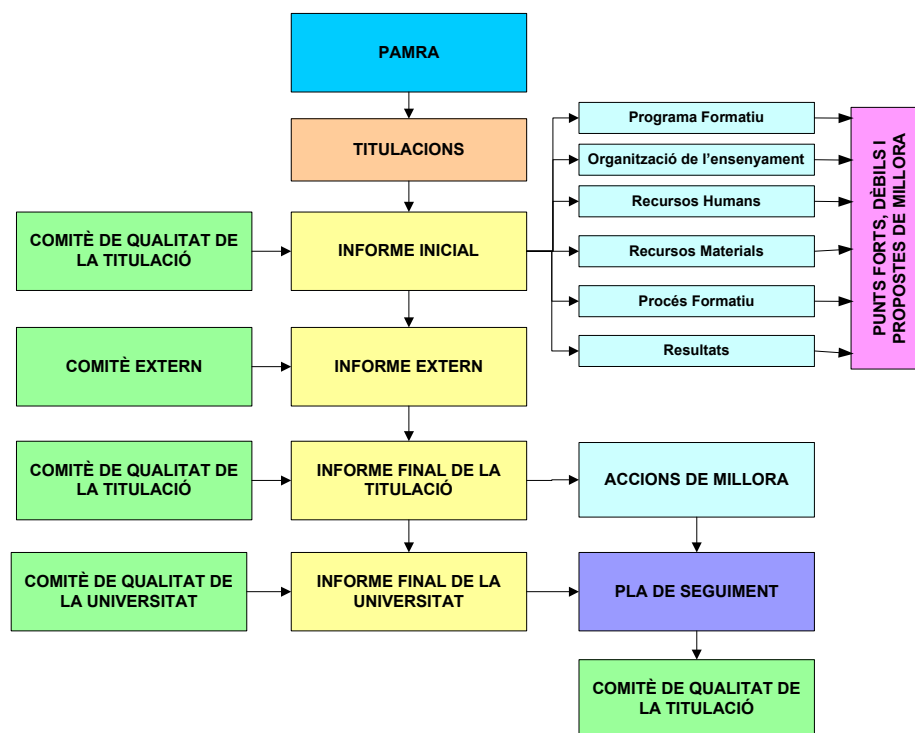 PAMRA
TITULACIONS
Programa Formatiu
Organització de l'ensenyament
Recursos Humans
Recursos Materials
Procés Formatiu
Resultats
PUNTS FORTS, DÈBILS I
PROPOSTES DE MILLORA
COMITÈ DE QUALITAT DE
LA TITULACIÓ
INFORME INICIAL
COMITÈ EXTERN
INFORME EXTERN
COMITÈ DE QUALITAT DE
LA TITULACIÓ
INFORME FINAL DE LA
TITULACIÓ
ACCIONS DE MILLORA
COMITÈ DE QUALITAT DE
LA UNIVERSITAT
INFORME FINAL DE LA
UNIVERSITAT
PLA DE SEGUIMENT
COMITÈ DE QUALITAT DE
LA TITULACIÓ